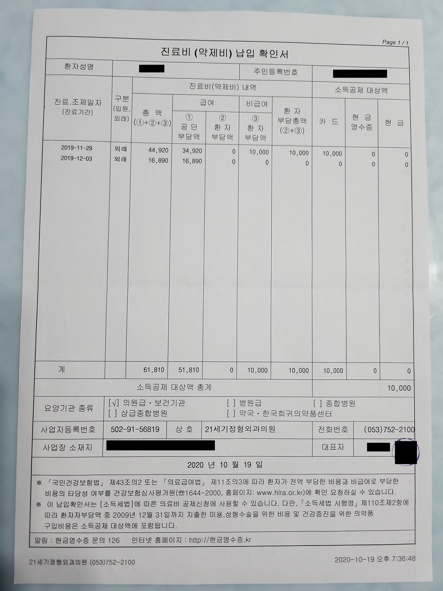 Page 1 / 1
진료비 (약제비) 납입 확인서
환자성명
주민등록번호
진료비(약제비) 내역
소득공제 대상액
진료.조제일자
(진료기간)
구분
(입원,
외래)
총 액
(①+②+③)
급여
비급여
① 공단 부담액
② 환자 부담액
③ 환자 부담액
환자 부담총액 (②+③)
카 드
현 금 영수증
현 금
2019-11-29 외래 44,920 34,920 0 10,000 10,000 10,000 0 0
2019-12-03 외래 16,890 16,890 0 0 0 0 0 0
계 61,810 51,810 0 10,000 10,000 10,000 0 0
소득공제 대상액 총계 10,000
요양기관 종류
[√] 의원급·보건기관 [ ] 병원급 [ ] 종합병원
[ ] 상급종합병원 [ ] 약국·한국희귀의약품센터
사업자등록번호 502-91-56819 상 호 21세기정형외과의원 전화번호 (053)752-2100
사업장 소재지
대표자
2020 년 10 월 19 일
※ 「국민건강보험법」 제43조의2 또는 「의료급여법」 제11조의3에 따라 환자가 전액 부담한 비용과 비급여로 부담한
비용의 타당성 여부를 건강보험심사평가원(☎1644-2000, 홈페이지: www.hira.or.kr)에 확인 요청하실 수 있습니다.
※ 이 납입확인서는 [소득세법]에 따른 의료비 공제신청에 사용할 수 있습니다. 다만, 「소득세법 시행령」 제110조제2항에
따라 환자부담액 중 2009년 12월 31일까지 지출한 미용,성형수술을 위한 비용 및 건강증진을 위한 의약품
구입비용은 소득공제 대상액에 포함됩니다.
알림 : 현금영수증 문의 126 인터넷 홈페이지 : http://현금영수증.kr
21세기정형외과의원 (053)752-2100
2020-10-19 오후 7:36:48